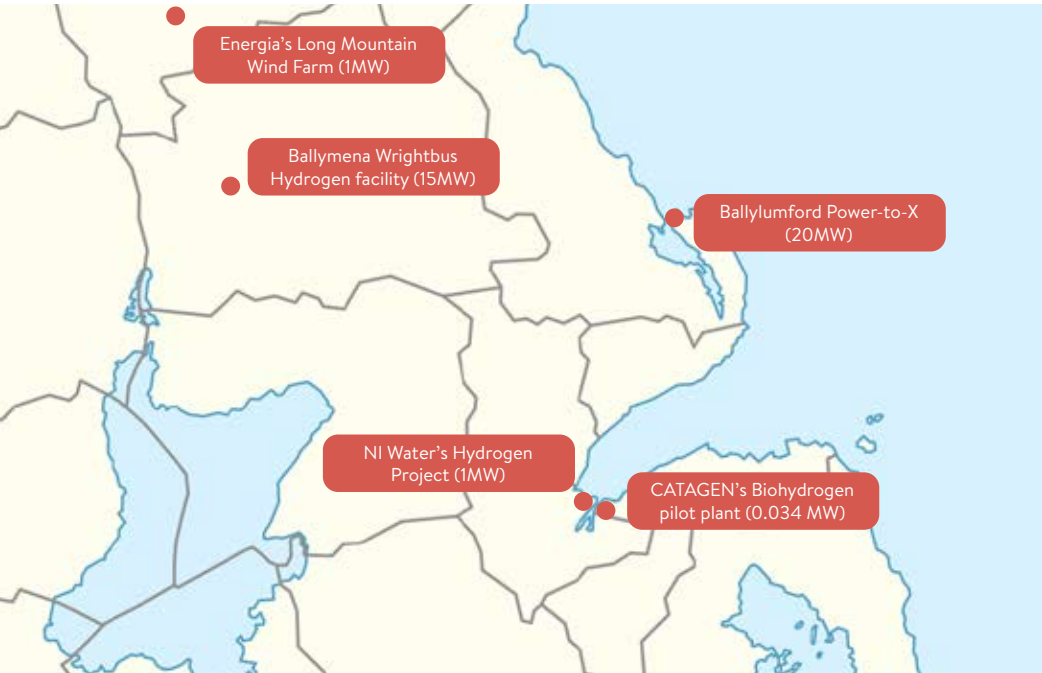 Energia's Long Mountain
Wind Farm (1MW)
Ballymena Wrightbus
Hydrogen facility (15MW)
Ballylumford Power-to-X
(20MW)
NI Water's Hydrogen
Project (1MW)
CATAGEN's Biohydrogen
pilot plant (0.034 MW)